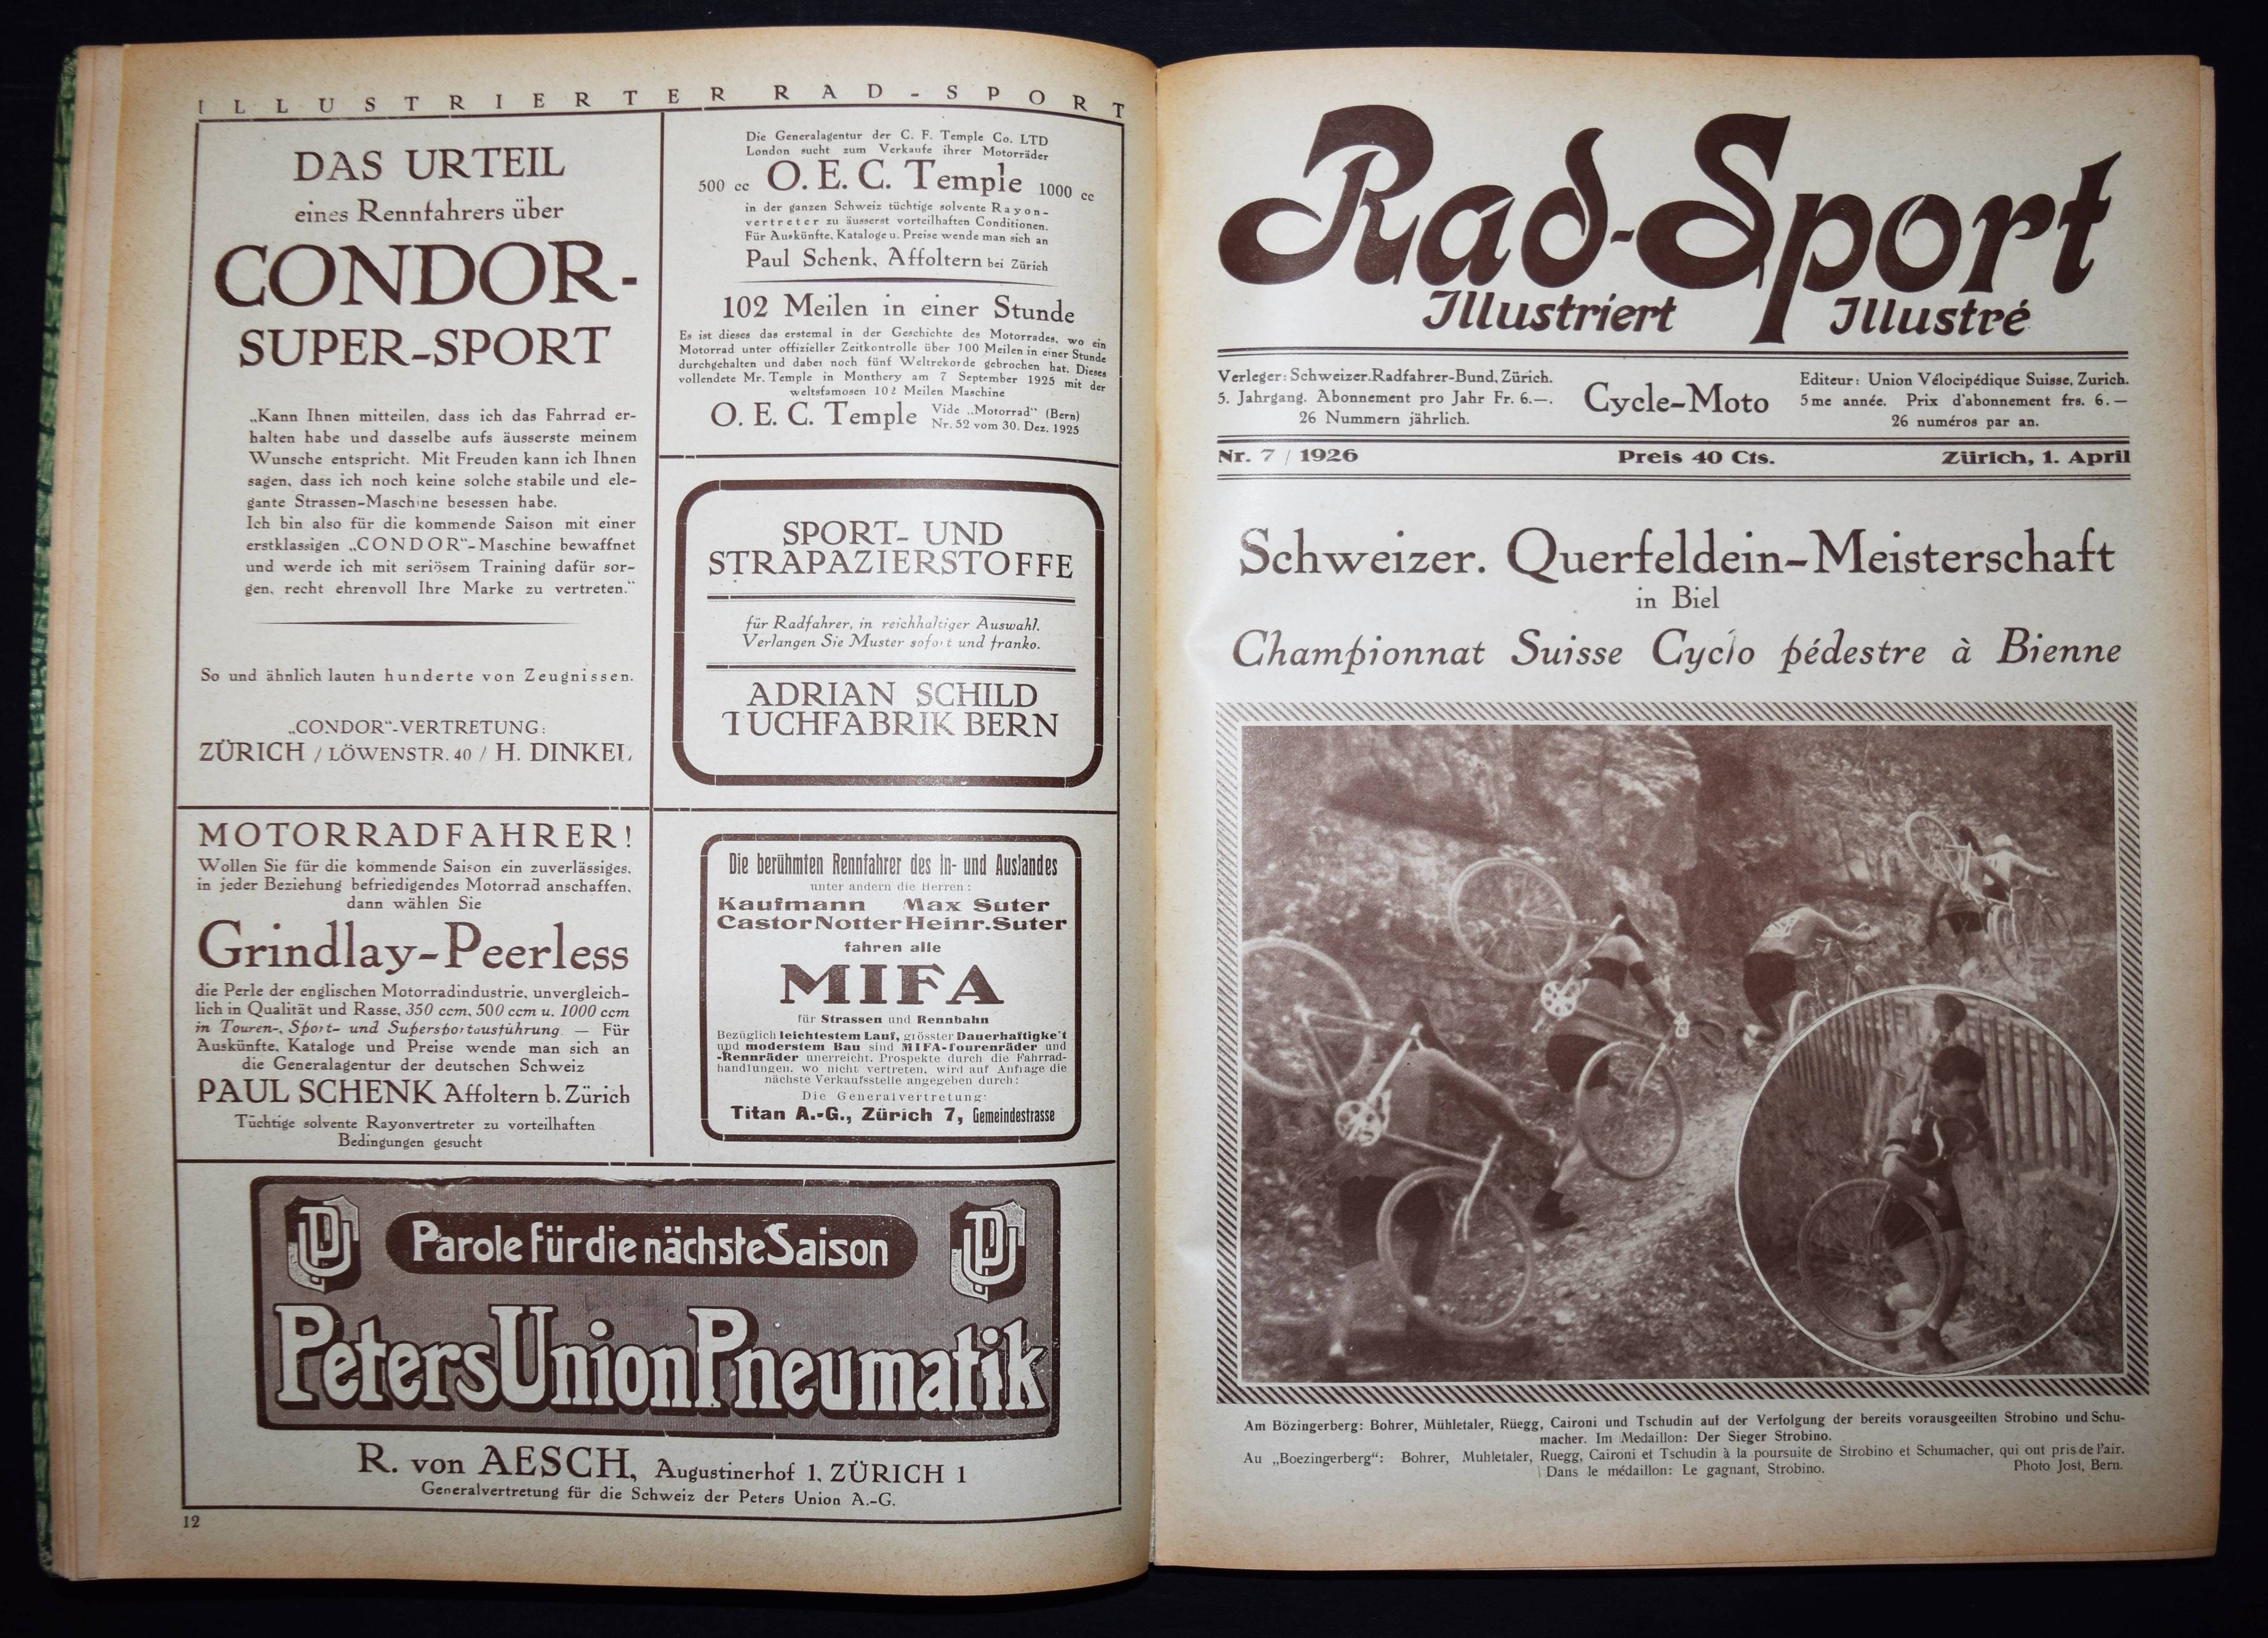 ILLUSTRIERTER RAD-SPORT
DAS URTEIL
eines Rennfahrers über
CONDOR-
SUPER-SPORT
„Kann Ihnen mitteilen, dass ich das Fahrrad er-
halten habe und dasselbe aufs äusserste meinem
Wunsche entspricht. Mit Freuden kann ich Ihnen
sagen, dass ich noch keine solche stabile und ele-
gante Strassen-Maschine besessen habe.
Ich bin also für die kommende Saison mit einer
erstklassigen „CONDOR“-Maschine bewaffnet
und werde ich mit seriösem Training dafür sor-
gen, recht ehrenvoll Ihre Marke zu vertreten.“
So und ähnlich lauten hunderte von Zeugnissen.
„CONDOR“-VERTRETUNG:
ZÜRICH / LÖWENSTR. 40 / H. DINKEL
MOTORRADFAHRER!
Wollen Sie für die kommende Saison ein zuverlässiges,
in jeder Beziehung befriedigendes Motorrad anschaffen,
dann wählen Sie
Grindlay-Peerless
die Perle der englischen Motorradindustrie, unvergleich-
lich in Qualität und Rasse, 350 ccm, 500 ccm u. 1000 ccm
in Touren-, Sport- und Supersportausführung. — Für
Auskünfte, Kataloge und Preise wende man sich an
die Generalagentur der deutschen Schweiz
PAUL SCHENK Affoltern b. Zürich
Tüchtige solvente Rayonvertreter zu vorteilhaften
Bedingungen gesucht
Die Generalagentur der C. F. Temple Co. LTD
London sucht zum Verkaufe ihrer Motorräder
500 cc O. E. C. Temple 1000 cc
in der ganzen Schweiz tüchtige solvente Rayon-
vertreter zu äusserst vorteilhaften Conditionen.
Für Auskünfte, Kataloge u. Preise wende man sich an
Paul Schenk, Affoltern bei Zürich
102 Meilen in einer Stunde
Es ist dieses das erstemal in der Geschichte des Motorrades, wo ein
Motorrad unter offizieller Zeitkontrolle über 100 Meilen in einer Stunde
durchgehalten und dabei noch fünf Weltrekorde gebrochen hat. Dieses
vollendete Mr. Temple in Monthery am 7 September 1925 mit der
weltsfamosen 102 Meilen Maschine
O. E. C. Temple Vide „Motorrad“ (Bern)
Nr. 52 vom 30. Dez. 1925
SPORT- UND
STRAPAZIERSTOFFE
für Radfahrer, in reichhaltiger Auswahl.
Verlangen Sie Muster sofort und franko.
ADRIAN SCHILD
TUCHFABRIK BERN
Die berühmten Rennfahrer des In- und Auslandes
unter andern die Herren:
Kaufmann Max Suter
Castor Notter Heinr. Suter
fahren alle
MIFA
für Strassen und Rennbahn
Bezüglich leichtestem Lauf, grösster Dauerhaftigkeit
und moderstem Bau sind MIFA-Tourenräder und
-Rennräder unerreicht. Prospekte durch die Fahrrad-
handlungen, wo nicht vertreten, wird auf Anfrage die
nächste Verkaufsstelle angegeben durch:
Die Generalvertretung:
Titan A.-G., Zürich 7, Gemeindestrasse
Parole für die nächste Saison
Peters Union Pneumatik
R. von AESCH, Augustinerhof 1, ZÜRICH 1
Generalvertretung für die Schweiz der Peters Union A.-G.
12
Rad-Sport
Illustriert Illustré
Verleger: Schweizer.Radfahrer-Bund, Zürich.
5. Jahrgang. Abonnement pro Jahr Fr. 6.—.
26 Nummern jährlich.
Cycle-Moto
Editeur: Union Vélocipédique Suisse, Zurich.
5me année. Prix d'abonnement frs. 6.—
26 numéros par an.
Nr. 7 / 1926 Preis 40 Cts. Zürich, 1. April
Schweizer. Querfeldein-Meisterschaft
in Biel
Championnat Suisse Cyclo pédestre à Bienne
Am Bözingerberg: Bohrer, Mühletaler, Rüegg, Caironi und Tschudin auf der Verfolgung der bereits vorausgeeilten Strobino und Schu-
macher. Im Medaillon: Der Sieger Strobino.
Au „Boezingerberg“: Bohrer, Muhletaler, Ruegg, Caironi et Tschudin à la poursuite de Strobino et Schumacher, qui ont pris de l'air.
Dans le médaillon: Le gagnant, Strobino. Photo Jost, Bern.